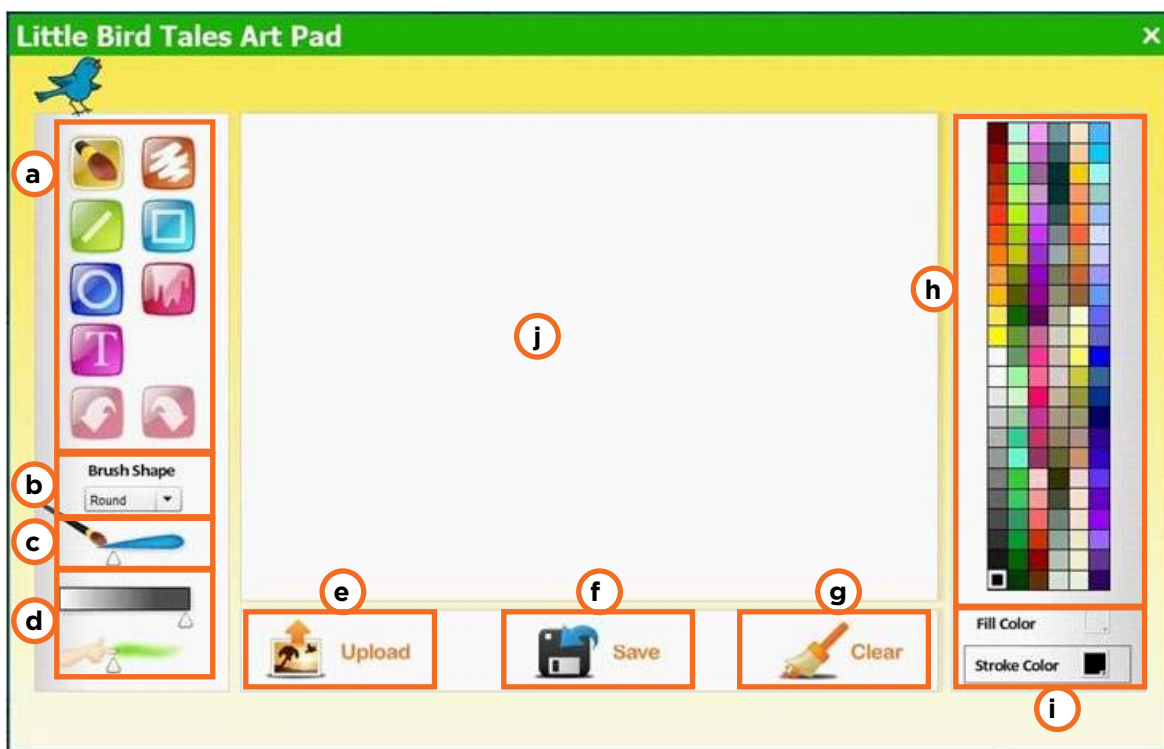 Little Bird Tales Art Pad ×
a
T
b
Brush Shape
Round
c
d
e
Upload
f
Save
g
Clear
j
h
Fill Color
Stroke Color
i